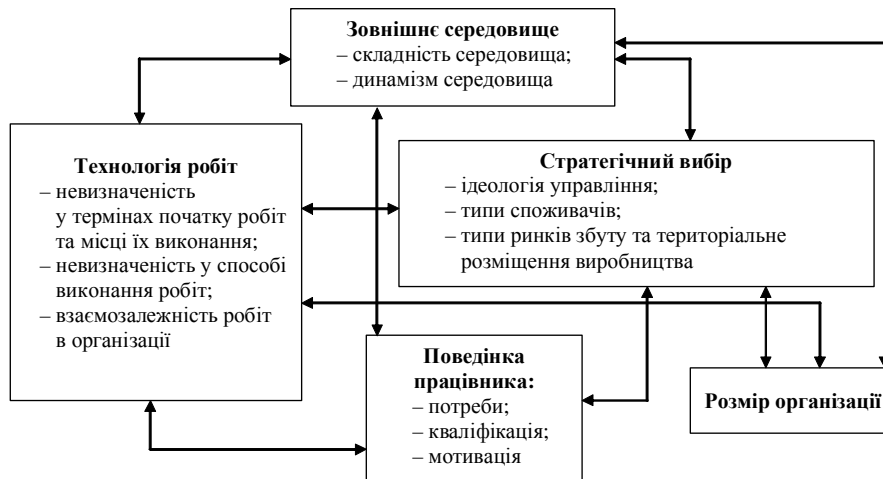 Зовнішнє середовище
– складність середовища;
– динамізм середовища
Технологія робіт
– невизначеність
у термінах початку робіт
та місці їх виконання;
– невизначеність у способі
виконання робіт;
– взаємозалежність робіт
в організації
Стратегічний вибір
– ідеологія управління;
– типи споживачів;
– типи ринків збуту та територіальне
розміщення виробництва
Поведінка
працівника:
– потреби;
– кваліфікація;
– мотивація
Розмір організації